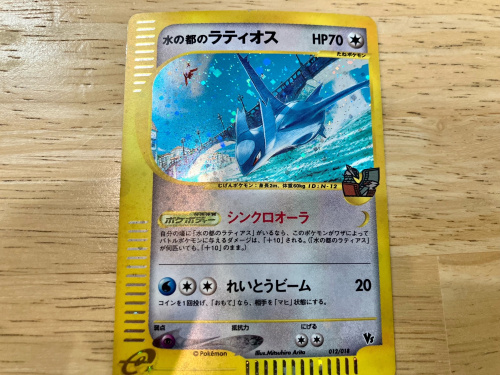 水の都のラティオス HP70
たねポケモン
むげんポケモン:身長2m、体重60kg ID:N-12
ポケボディー シンクロオーラ
自分の場に「水の都のラティアス」がいるなら、このポケモンがワザによって
バトルポケモンに与えるダメージは、「+10」される。(「水の都のラティアス」
が何匹いても、「+10」のまま。)
れいとうビーム 20
コインを1回投げ、「おもて」なら、相手を「マヒ」状態にする。
弱点 抵抗力 にげる
© Pokémon Illus. Mitsuhiro Arita 012/018
VS
e